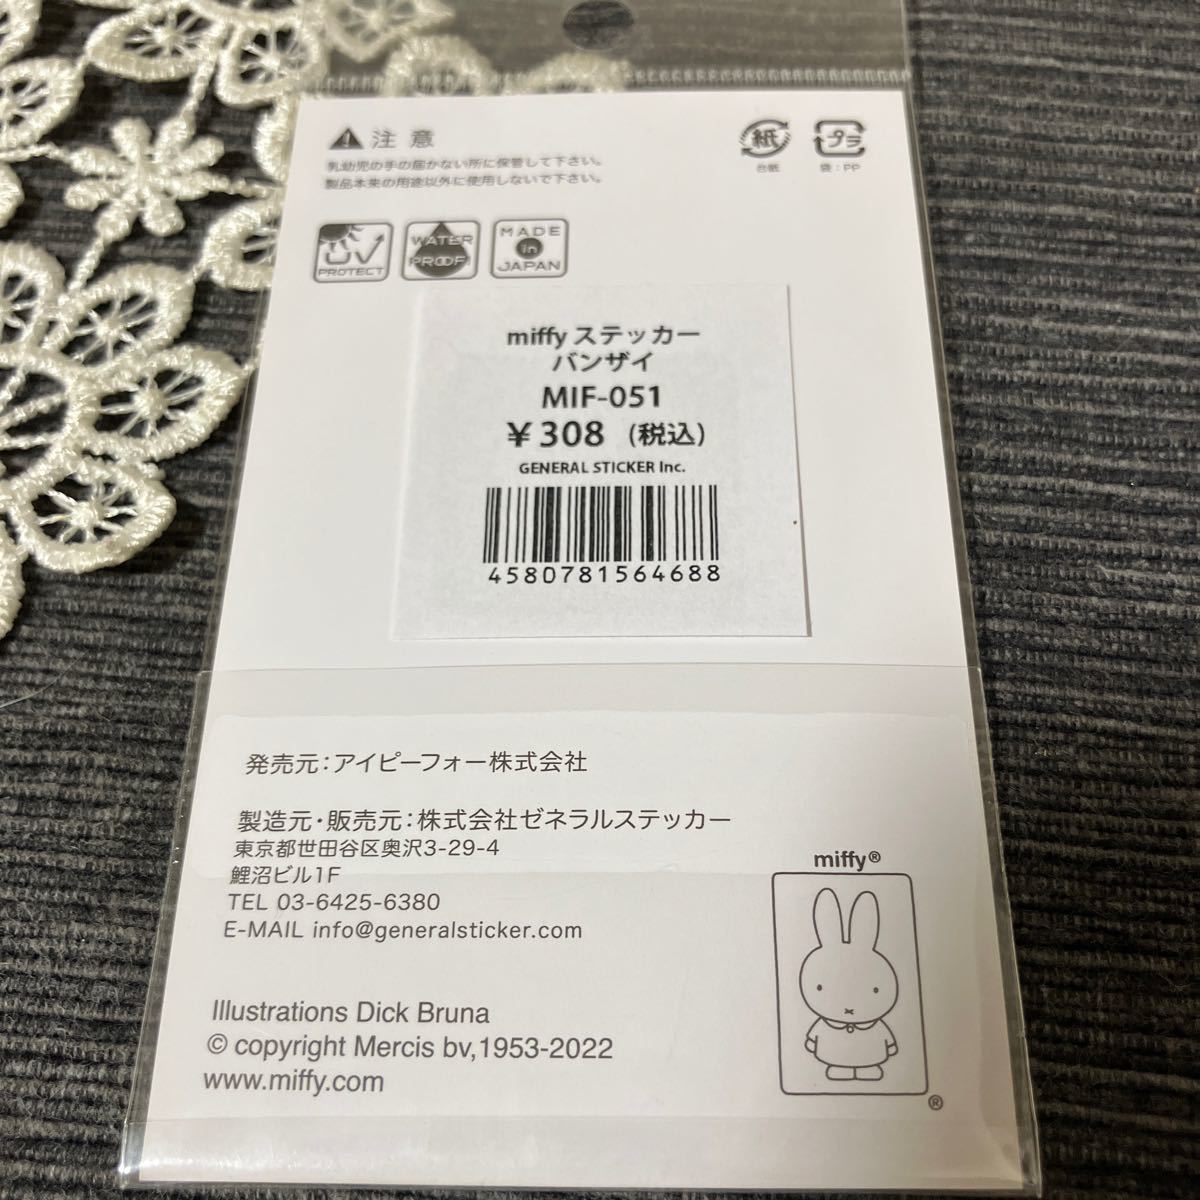 注意
乳幼児の手の届かない所に保管して下さい。
製品本来の用途以外に使用しないで下さい。
紙
台紙
プラ
袋：PP
UV
PROTECT
WATER
PROOF!
MADE
in
JAPAN
miffy ステッカー
バンザイ
MIF-051
￥308 (税込)
GENERAL STICKER Inc.
4580781564688
発売元：アイピーフォー株式会社
製造元・販売元：株式会社ゼネラルステッカー
東京都世田谷区奥沢3-29-4
鯉沼ビル1F
TEL 03-6425-6380
E-MAIL info@generalsticker.com
miffy®
Illustrations Dick Bruna
© copyright Mercis bv,1953-2022
www.miffy.com
®